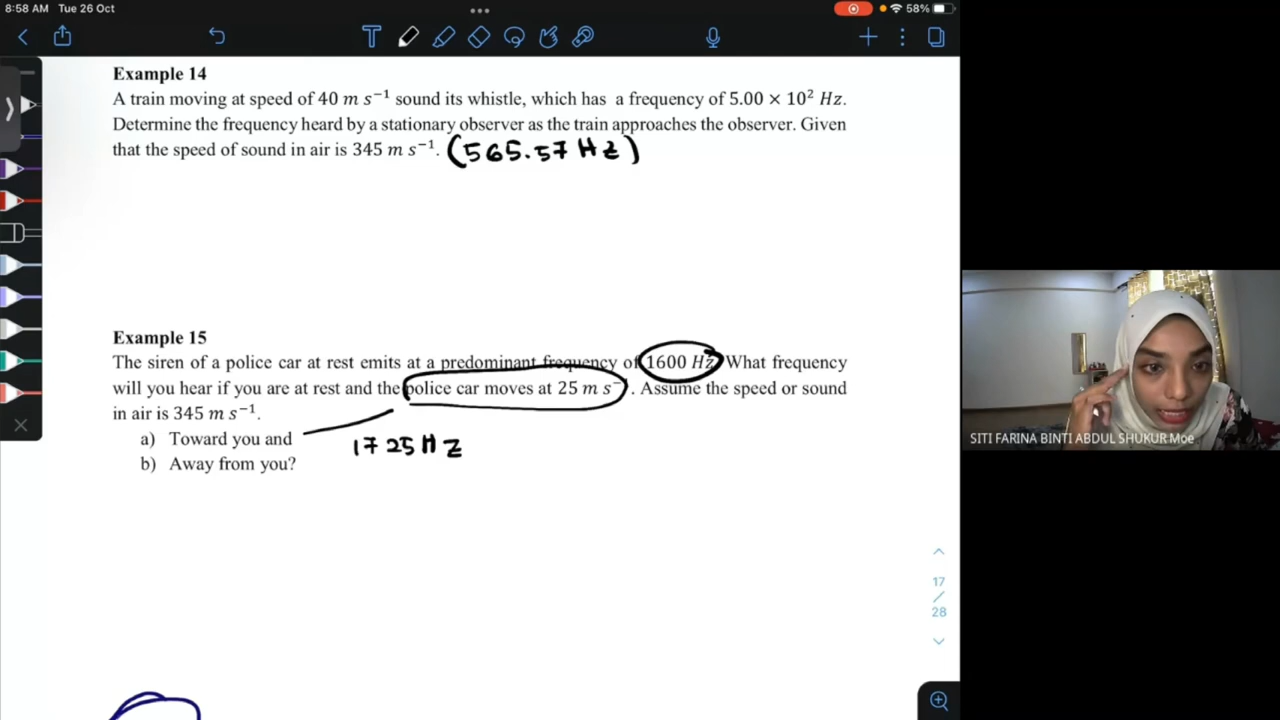 8:58 AM Tue 26 Oct
58%
Example 14
A train moving at speed of 40 m s⁻¹ sound its whistle, which has a frequency of 5.00 × 10² Hz.
Determine the frequency heard by a stationary observer as the train approaches the observer. Given
that the speed of sound in air is 345 m s⁻¹. (565.57 Hz)
Example 15
The siren of a police car at rest emits at a predominant frequency of 1600 Hz What frequency
will you hear if you are at rest and the police car moves at 25 m s⁻ . Assume the speed or sound
in air is 345 m s⁻¹.
a) Toward you and
1725 Hz
b) Away from you?
SITI FARINA BINTI ABDUL SHUKUR Moe
17
/
28